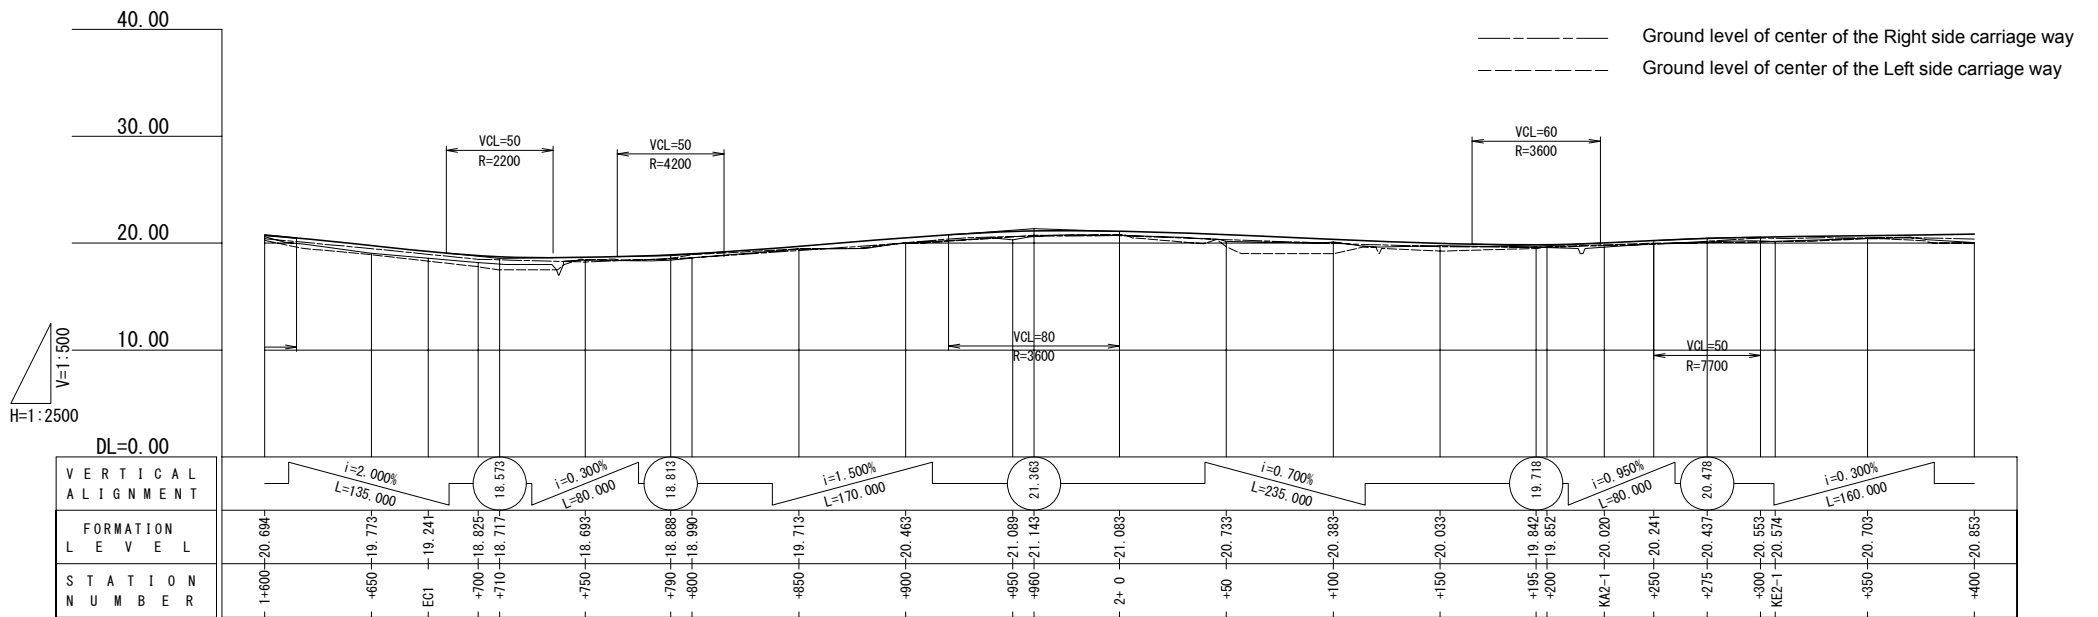 40.00
Ground level of center of the Right side carriage way
Ground level of center of the Left side carriage way
30.00
VCL=50
R=2200
VCL=50
R=4200
VCL=60
R=3600
20.00
10.00
VCL=80
R=3600
VCL=50
R=7700
V=1:500
H=1:2500
DL=0.00
VERTICAL
ALIGNMENT
i=2.000%
L=135.000
18.573
i=0.300%
L=80.000
18.813
i=1.500%
L=170.000
21.363
i=0.700%
L=235.000
19.718
i=0.950%
L=80.000
20.478
i=0.300%
L=160.000
FORMATION
LEVEL
20.694
19.773
19.241
18.825
18.717
18.693
18.888
18.990
19.713
20.463
21.089
21.143
21.083
20.733
20.383
20.033
19.842
19.852
20.020
20.241
20.437
20.553
20.574
20.703
20.853
STATION
NUMBER
1+600
+650
EC1
+700
+710
+750
+790
+800
+850
+900
+950
+960
2+ 0
+50
+100
+150
+195
+200
KA2-1
+250
+275
+300
KE2-1
+350
+400